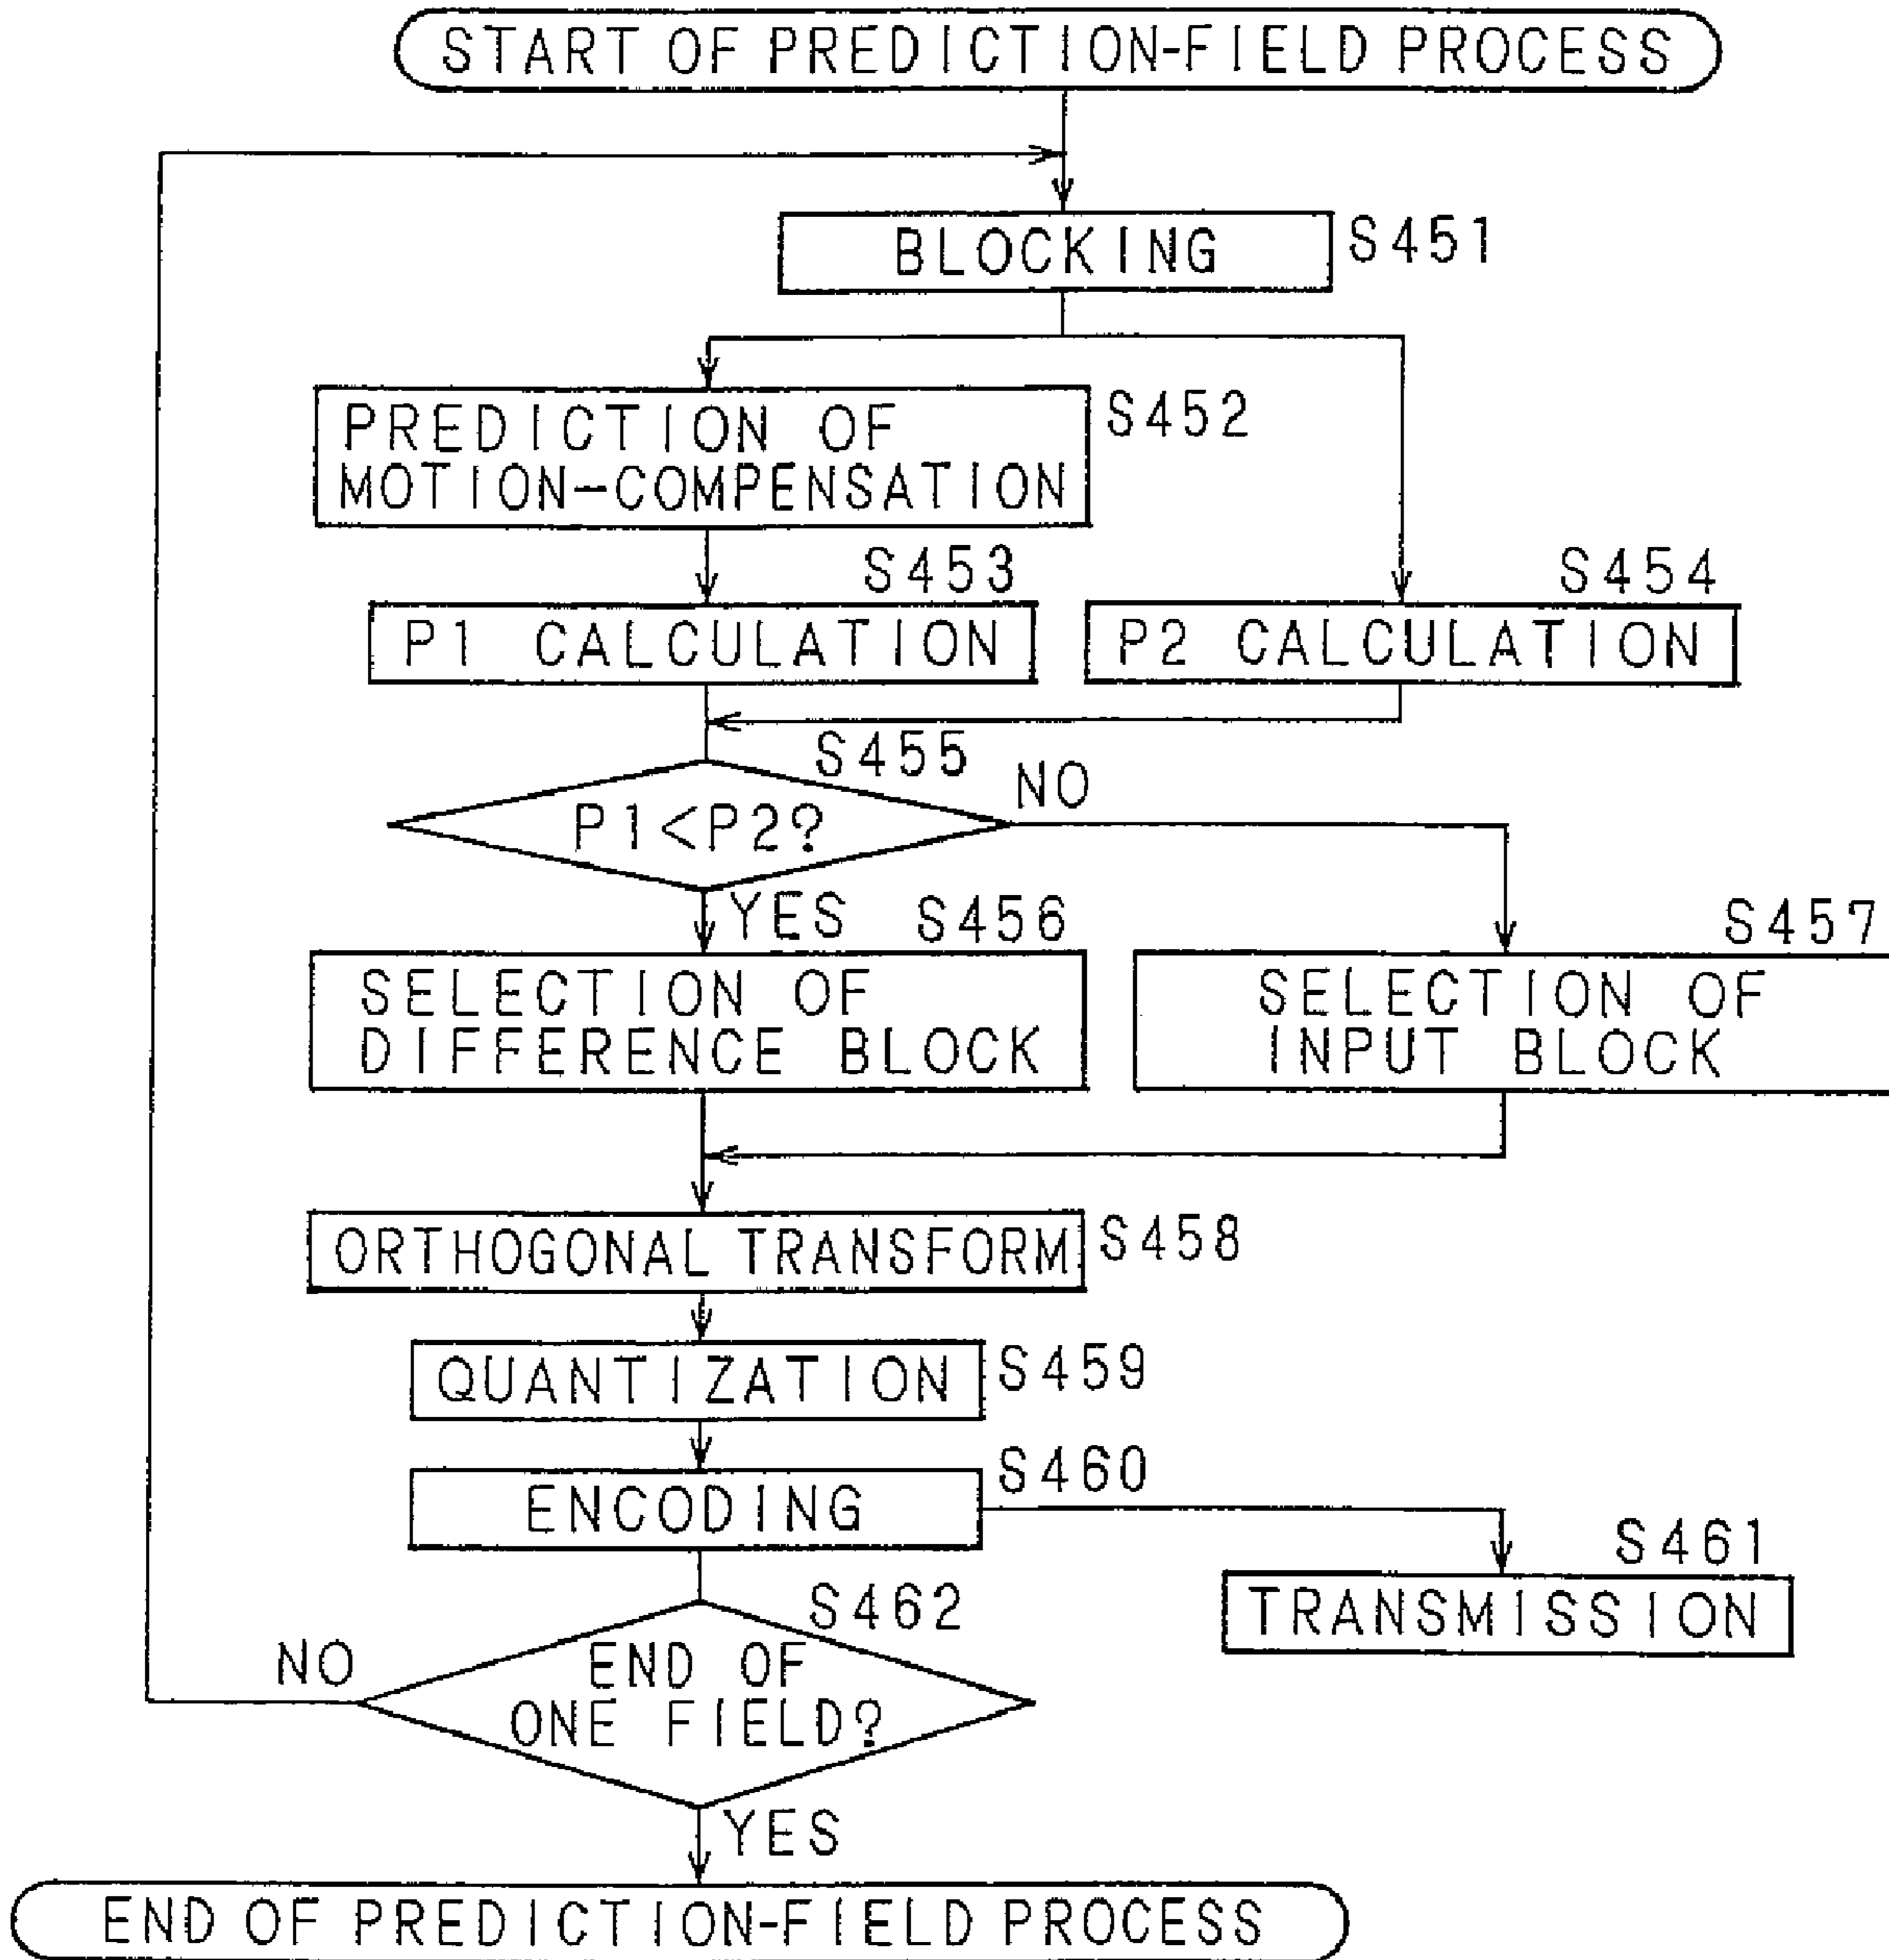 START OF PREDICTION-FIELD PROCESS
BLOCKING
S451
PREDICTION OF
MOTION-COMPENSATION
S452
S453
P1 CALCULATION
S454
P2 CALCULATION
S455
P1<P2?
NO
YES
S456
SELECTION OF
DIFFERENCE BLOCK
S457
SELECTION OF
INPUT BLOCK
ORTHOGONAL TRANSFORM
S458
QUANTIZATION
S459
ENCODING
S460
S461
TRANSMISSION
S462
END OF
ONE FIELD?
NO
YES
END OF PREDICTION-FIELD PROCESS